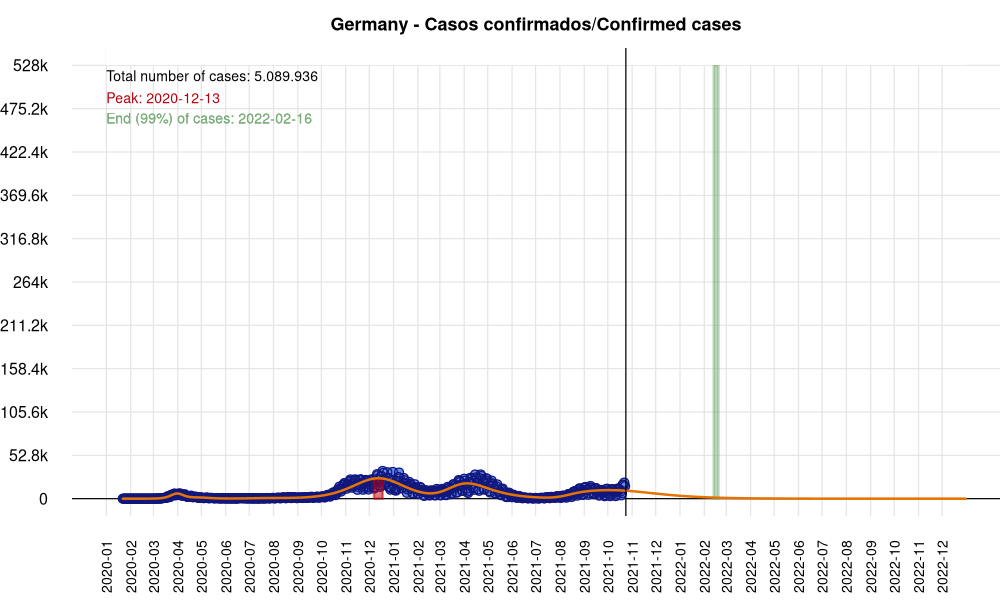 Germany - Casos confirmados/Confirmed cases
Total number of cases: 5.089.936
Peak: 2020-12-13
End (99%) of cases: 2022-02-16
528k
475.2k
422.4k
369.6k
316.8k
264k
211.2k
158.4k
105.6k
52.8k
0
2020-01
2020-02
2020-03
2020-04
2020-05
2020-06
2020-07
2020-08
2020-09
2020-10
2020-11
2020-12
2021-01
2021-02
2021-03
2021-04
2021-05
2021-06
2021-07
2021-08
2021-09
2021-10
2021-11
2021-12
2022-01
2022-02
2022-03
2022-04
2022-05
2022-06
2022-07
2022-08
2022-09
2022-10
2022-11
2022-12